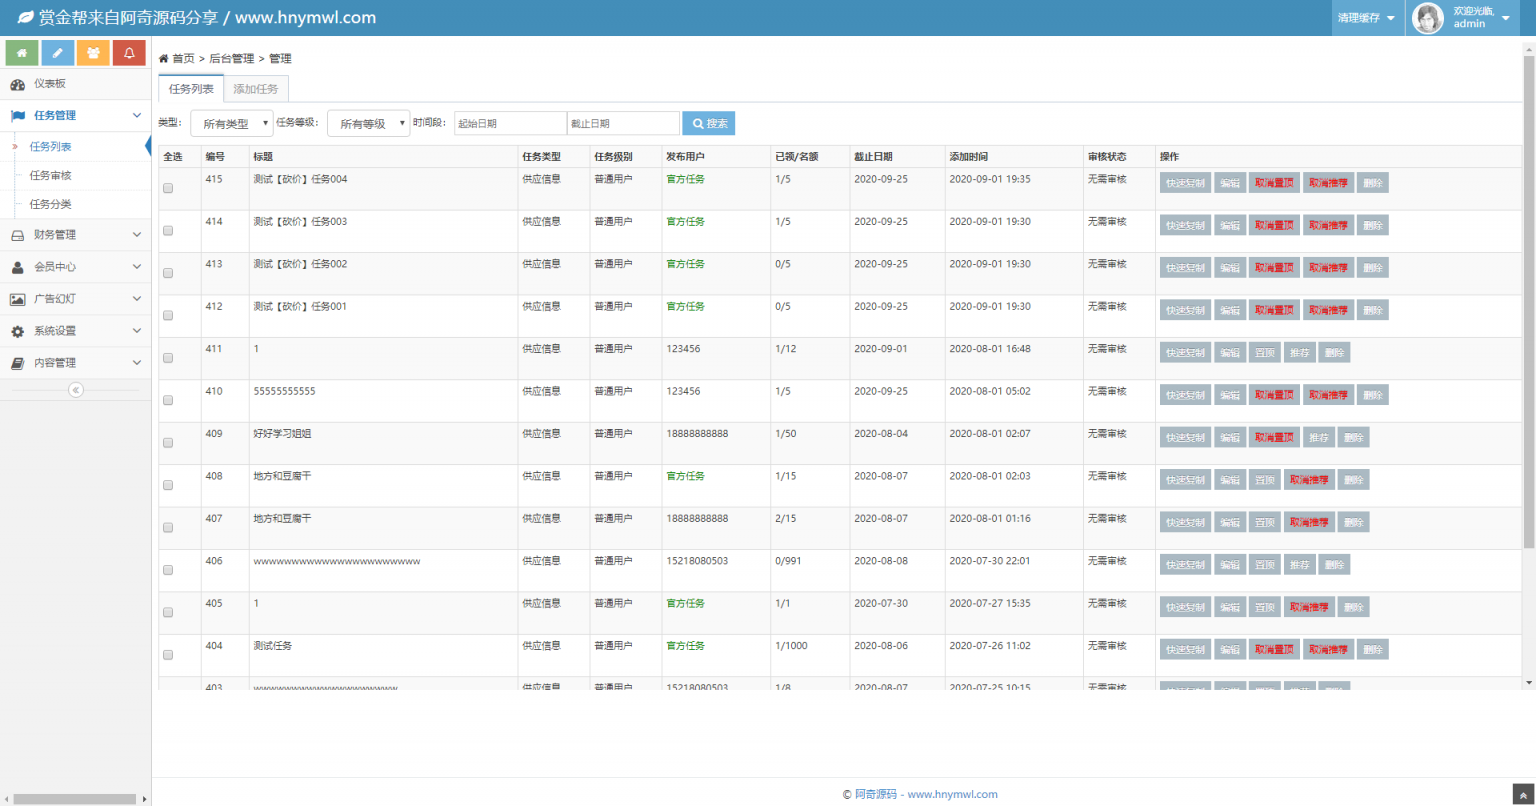 赏金帮来自阿奇源码分享 / www.hnymwl.com
清理缓存
欢迎光临,
admin
仪表板
任务管理
任务列表
任务审核
任务分类
财务管理
会员中心
广告幻灯
系统设置
内容管理
首页 > 后台管理 > 管理
任务列表 添加任务
类型： 所有类型 任务等级： 所有等级 时间段： 起始日期 截止日期 搜索
全选 编号 标题 任务类型 任务级别 发布用户 已领/名额 截止日期 添加时间 审核状态 操作
415 测试【砍价】任务004 供应信息 普通用户 官方任务 1/5 2020-09-25 2020-09-01 19:35 无需审核 快速复制 编辑 取消置顶 取消推荐 删除
414 测试【砍价】任务003 供应信息 普通用户 官方任务 1/5 2020-09-25 2020-09-01 19:30 无需审核 快速复制 编辑 取消置顶 取消推荐 删除
413 测试【砍价】任务002 供应信息 普通用户 官方任务 0/5 2020-09-25 2020-09-01 19:30 无需审核 快速复制 编辑 取消置顶 取消推荐 删除
412 测试【砍价】任务001 供应信息 普通用户 官方任务 0/5 2020-09-25 2020-09-01 19:30 无需审核 快速复制 编辑 取消置顶 取消推荐 删除
411 1 供应信息 普通用户 123456 1/12 2020-09-01 2020-08-01 16:48 无需审核 快速复制 编辑 置顶 推荐 删除
410 55555555555 供应信息 普通用户 123456 1/5 2020-09-25 2020-08-01 05:02 无需审核 快速复制 编辑 取消置顶 取消推荐 删除
409 好好学习姐姐 供应信息 普通用户 18888888888 1/50 2020-08-04 2020-08-01 02:07 无需审核 快速复制 编辑 取消置顶 推荐 删除
408 地方和豆腐干 供应信息 普通用户 官方任务 1/15 2020-08-07 2020-08-01 02:03 无需审核 快速复制 编辑 置顶 取消推荐 删除
407 地方和豆腐干 供应信息 普通用户 18888888888 2/15 2020-08-07 2020-08-01 01:16 无需审核 快速复制 编辑 置顶 取消推荐 删除
406 wwwwwwwwwwwwwwwwwwwwww 供应信息 普通用户 15218080503 0/991 2020-08-08 2020-07-30 22:01 无需审核 快速复制 编辑 置顶 推荐 删除
405 1 供应信息 普通用户 官方任务 1/1 2020-07-30 2020-07-27 15:35 无需审核 快速复制 编辑 置顶 取消推荐 删除
404 测试任务 供应信息 普通用户 官方任务 1/1000 2020-08-06 2020-07-26 11:02 无需审核 快速复制 编辑 取消置顶 取消推荐 删除
403 供应信息 普通用户 15218080503 1/8 2020-08-07 2020-07-25 10:15 无需审核
© 阿奇源码 - www.hnymwl.com